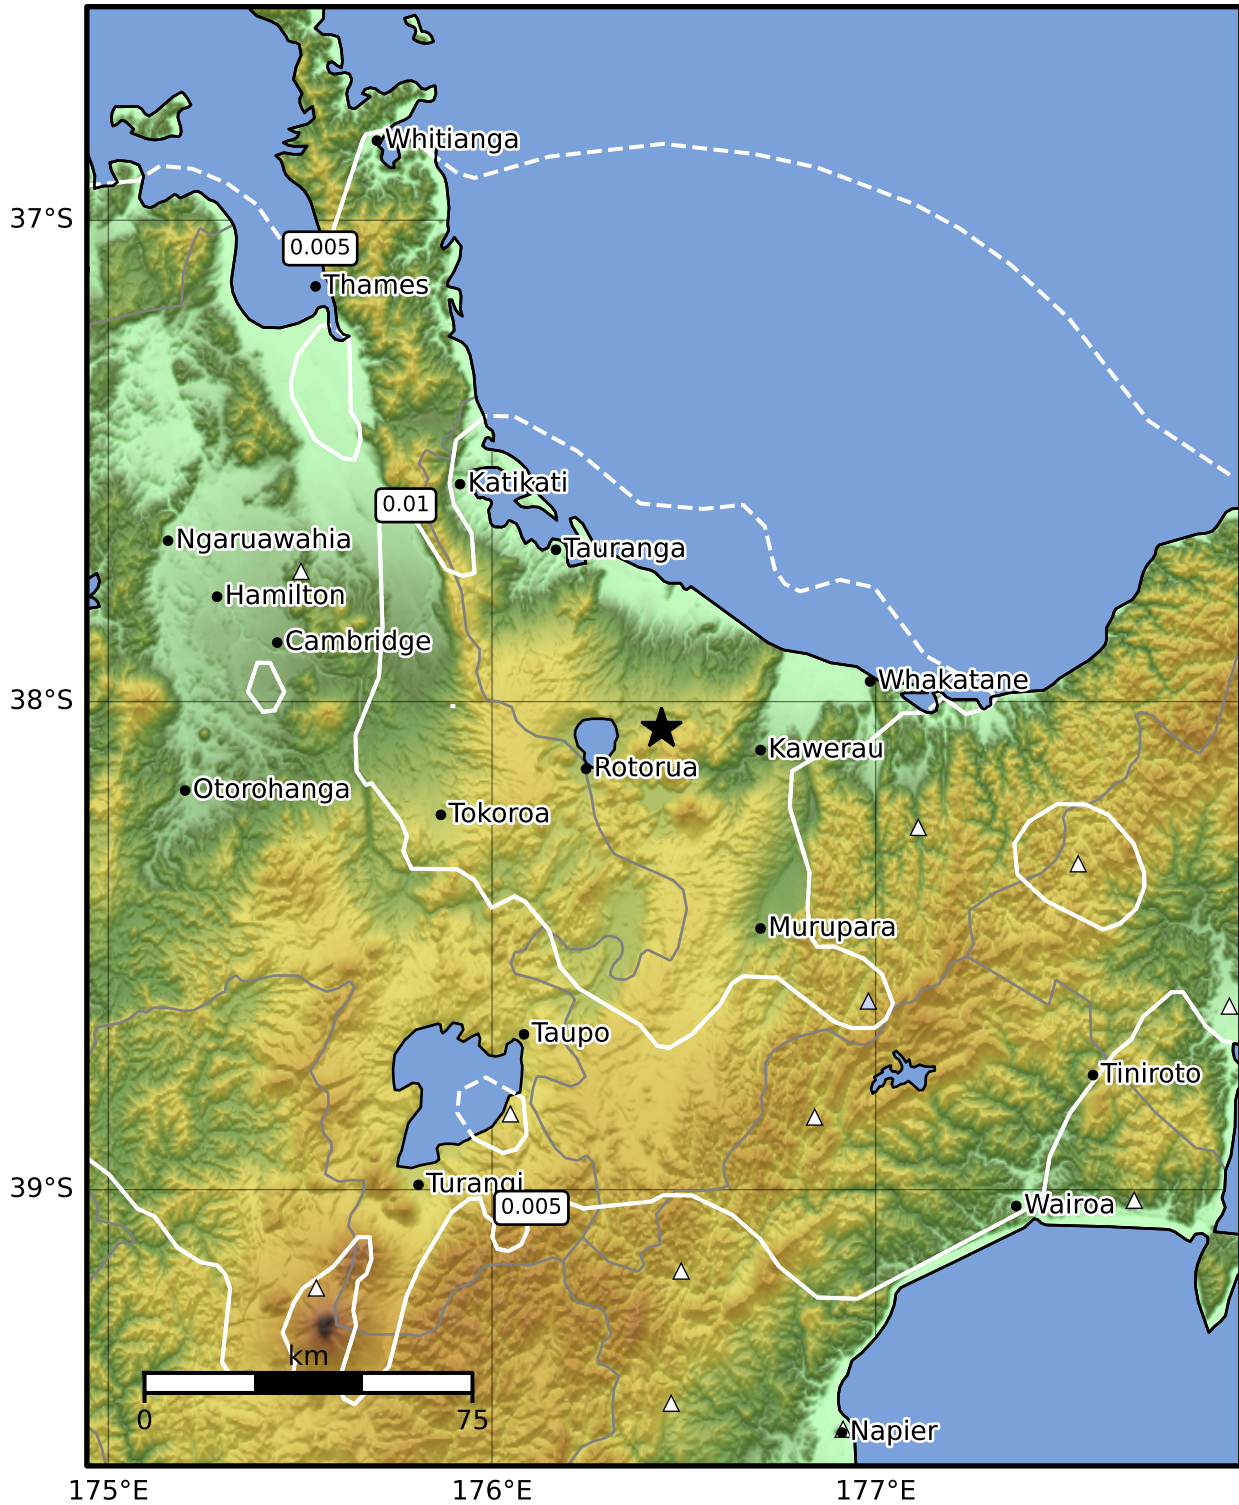 Whitianga
37°S
0.005
Thames
Katikati
0.01
Ngaruawahia
Tauranga
Hamilton
Cambridge
Whakatane
38°S
Kawerau
Rotorua
Otorohanga
Tokoroa
Murupara
Taupo
Tiniroto
Turangi
39°S
0.005
Wairoa
km
0
75
Napier
175°E
176°E
177°E